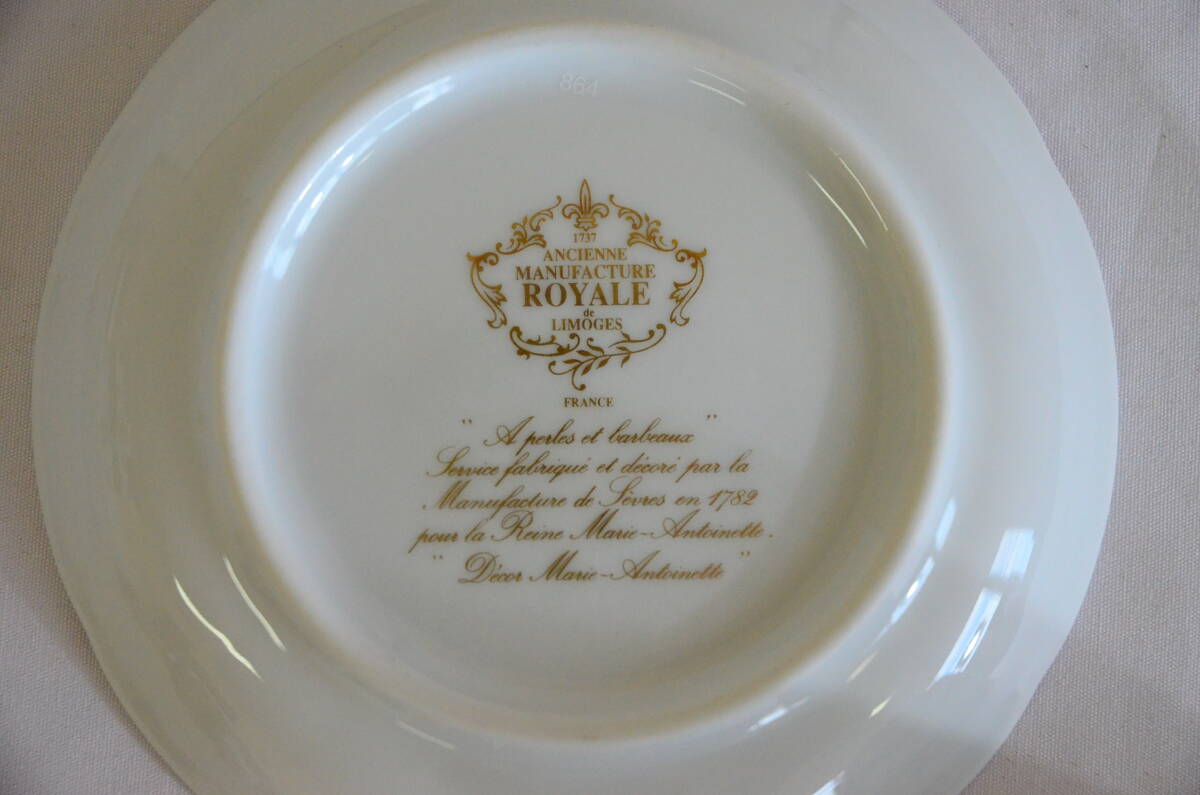 864
1737
ANCIENNE
MANUFACTURE
ROYALE
de
LIMOGES
FRANCE
" A perles et barbeaux "
Service fabriqué et décoré par la
Manufacture de Sèvres en 1782
pour la Reine Marie-Antoinette.
" Décor Marie-Antoinette "